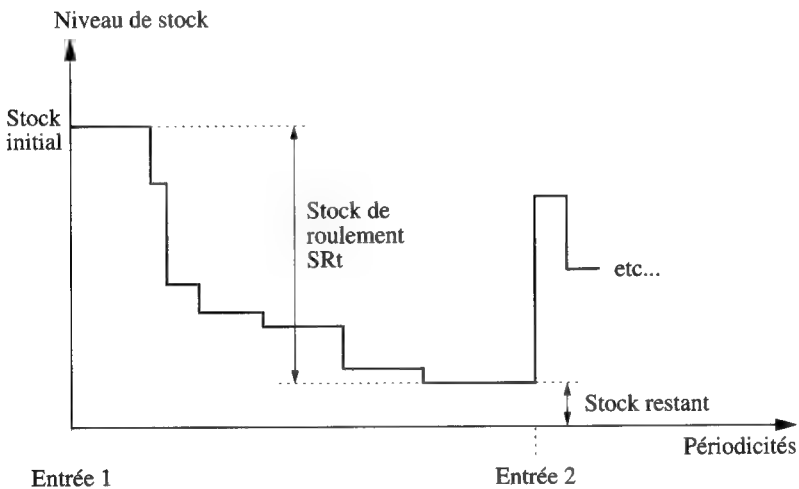 Niveau de stock
Stock
initial
Stock de
roulement
SRt
etc...
Stock restant
Périodicités
Entrée 1
Entrée 2